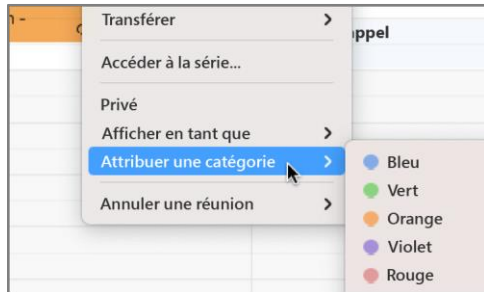 Transférer
Accéder à la série...
Privé
Afficher en tant que
Attribuer une catégorie
Annuler une réunion
Bleu
Vert
Orange
Violet
Rouge